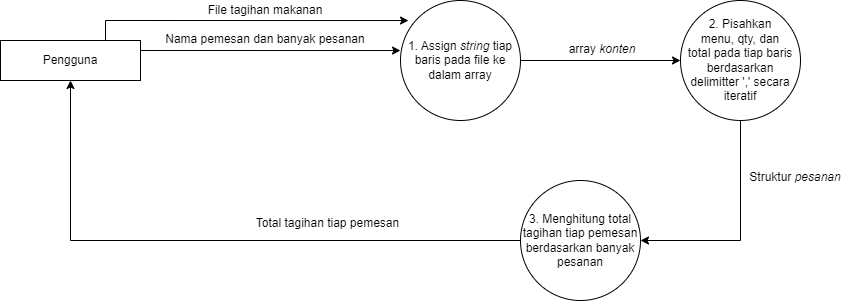 File tagihan makanan
Nama pemesan dan banyak pesanan
Pengguna
1. Assign string tiap
baris pada file ke
dalam array
array konten
2. Pisahkan
menu, qty, dan
total pada tiap baris
berdasarkan
delimitter ',' secara
iteratif
Struktur pesanan
3. Menghitung total
tagihan tiap pemesan
berdasarkan banyak
pesanan
Total tagihan tiap pemesan